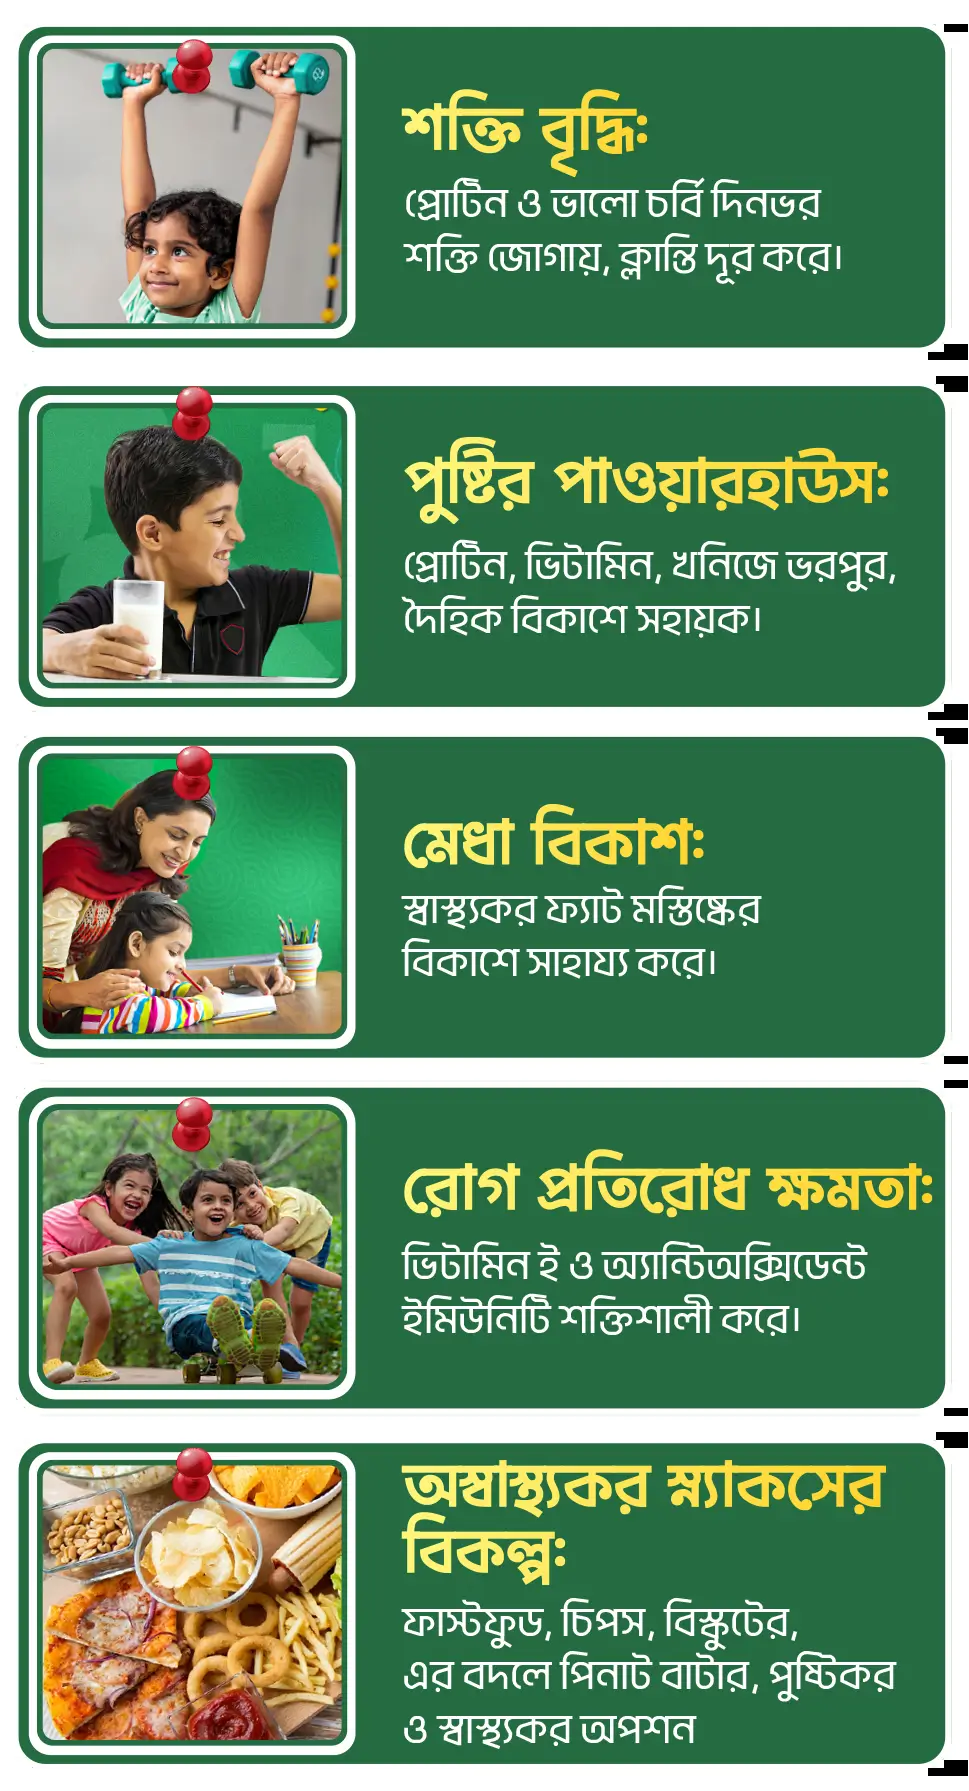 শক্তি বৃদ্ধি:
প্রোটিন ও ভালো চর্বি দিনভর
শক্তি জোগায়, ক্লান্তি দূর করে।
পুষ্টির পাওয়ারহাউস:
প্রোটিন, ভিটামিন, খনিজে ভরপুর,
দৈহিক বিকাশে সহায়ক।
মেধা বিকাশ:
স্বাস্থ্যকর ফ্যাট মস্তিষ্কের
বিকাশে সাহায্য করে।
রোগ প্রতিরোধ ক্ষমতা:
ভিটামিন ই ও অ্যান্টিঅক্সিডেন্ট
ইমিউনিটি শক্তিশালী করে।
অস্বাস্থ্যকর স্ন্যাকসের
বিকল্প:
ফাস্টফুড, চিপস, বিস্কুটের,
এর বদলে পিনাট বাটার, পুষ্টিকর
ও স্বাস্থ্যকর অপশন